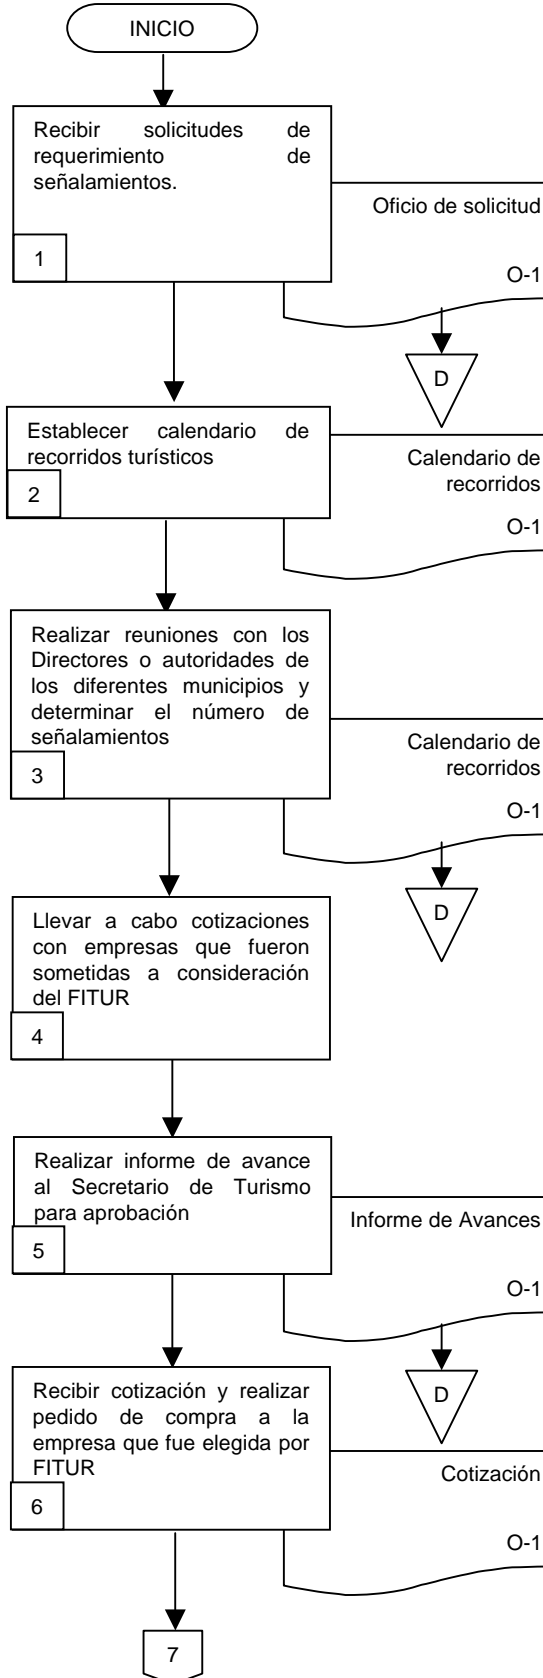 INICIO
Recibir solicitudes de
requerimiento de
señalamientos.
1
Oficio de solicitud
O-1
D
Establecer calendario de
recorridos turísticos
2
Calendario de
recorridos
O-1
Realizar reuniones con los
Directores o autoridades de
los diferentes municipios y
determinar el número de
señalamientos
3
Calendario de
recorridos
O-1
D
Llevar a cabo cotizaciones
con empresas que fueron
sometidas a consideración
del FITUR
4
Realizar informe de avance
al Secretario de Turismo
para aprobación
5
Informe de Avances
O-1
D
Recibir cotización y realizar
pedido de compra a la
empresa que fue elegida por
FITUR
6
Cotización
O-1
7